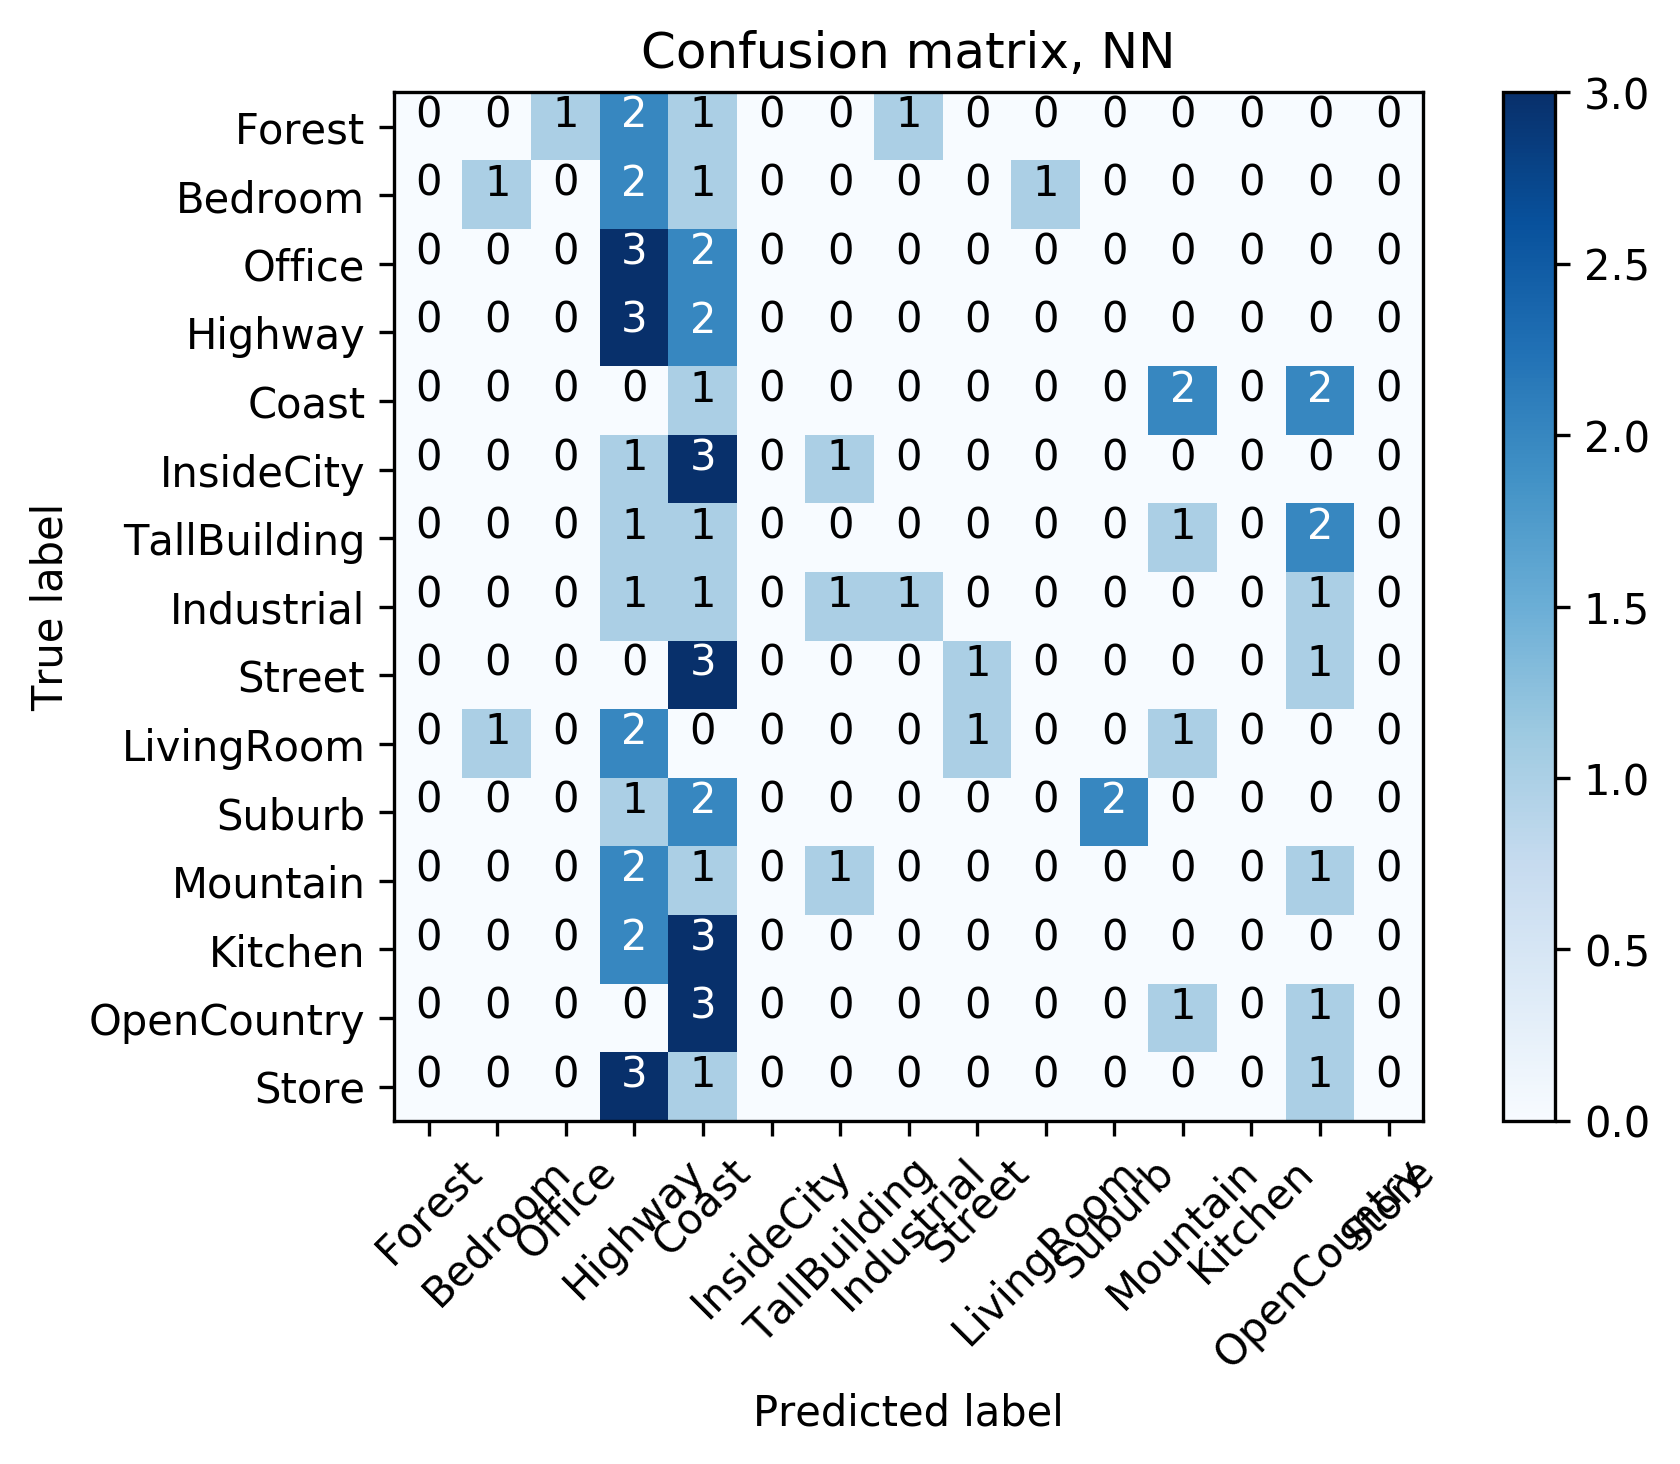 Confusion matrix, NN
Forest 0 0 1 2 1 0 0 1 0 0 0 0 0 0 0
Bedroom 0 1 0 2 1 0 0 0 0 1 0 0 0 0 0
Office 0 0 0 3 2 0 0 0 0 0 0 0 0 0 0
Highway 0 0 0 3 2 0 0 0 0 0 0 0 0 0 0
Coast 0 0 0 0 1 0 0 0 0 0 0 2 0 2 0
InsideCity 0 0 0 1 3 0 1 0 0 0 0 0 0 0 0
TallBuilding 0 0 0 1 1 0 0 0 0 0 0 1 0 2 0
Industrial 0 0 0 1 1 0 1 1 0 0 0 0 0 1 0
Street 0 0 0 0 3 0 0 0 1 0 0 0 0 1 0
LivingRoom 0 1 0 2 0 0 0 0 1 0 0 1 0 0 0
Suburb 0 0 0 1 2 0 0 0 0 0 2 0 0 0 0
Mountain 0 0 0 2 1 0 1 0 0 0 0 0 0 1 0
Kitchen 0 0 0 2 3 0 0 0 0 0 0 0 0 0 0
OpenCountry 0 0 0 0 3 0 0 0 0 0 0 1 0 1 0
Store 0 0 0 3 1 0 0 0 0 0 0 0 0 1 0
True label
Forest
Bedroom
Office
Highway
Coast
InsideCity
TallBuilding
Industrial
Street
LivingRoom
Suburb
Mountain
Kitchen
OpenCountry
Store
Predicted label
3.0
2.5
2.0
1.5
1.0
0.5
0.0